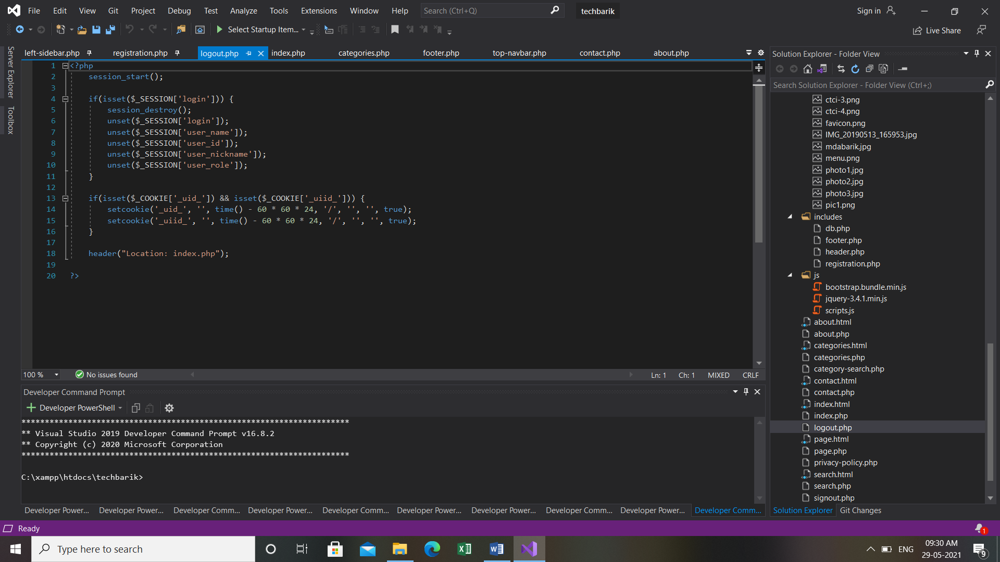 File Edit View Git Project Debug Test Analyze Tools Extensions Window Help Search (Ctrl+Q) techbarik Sign in
Select Startup Item... Live Share
Server Explorer
Toolbox
left-sidebar.php registration.php logout.php index.php categories.php footer.php top-navbar.php contact.php about.php
1 <?php
2 session_start();
3
4 if(isset($_SESSION['login'])) {
5 session_destroy();
6 unset($_SESSION['login']);
7 unset($_SESSION['user_name']);
8 unset($_SESSION['user_id']);
9 unset($_SESSION['user_nickname']);
10 unset($_SESSION['user_role']);
11 }
12
13 if(isset($_COOKIE['_uid_']) && isset($_COOKIE['_uiid_'])) {
14 setcookie('_uid_', '', time() - 60 * 60 * 24, '/', '', '', true);
15 setcookie('_uiid_', '', time() - 60 * 60 * 24, '/', '', '', true);
16 }
17
18 header("Location: index.php");
19
20 ?>
100 % No issues found Ln: 1 Ch: 1 MIXED CRLF
Developer Command Prompt
Developer PowerShell
**********************************************************************
** Visual Studio 2019 Developer Command Prompt v16.8.2
** Copyright (c) 2020 Microsoft Corporation
**********************************************************************
C:\xampp\htdocs\techbarik>
Developer Power... Developer Power... Developer Comm... Developer Power... Developer Comm... Developer Power... Developer Power... Developer Comm... Developer Power... Developer Comm...
Solution Explorer - Folder View
Search Solution Explorer - Folder View (Ctrl+;)
ctci-3.png
ctci-4.png
favicon.png
IMG_20190513_165953.jpg
mdabarik.jpg
menu.png
photo1.jpg
photo2.jpg
photo3.jpg
pic1.png
includes
db.php
footer.php
header.php
registration.php
js
bootstrap.bundle.min.js
jquery-3.4.1.min.js
scripts.js
about.html
about.php
categories.html
categories.php
category-search.php
contact.html
contact.php
index.html
index.php
logout.php
page.html
page.php
privacy-policy.php
search.html
search.php
signout.php
Solution Explorer Git Changes
Ready 1
Type here to search ENG 09:30 AM
29-05-2021 9